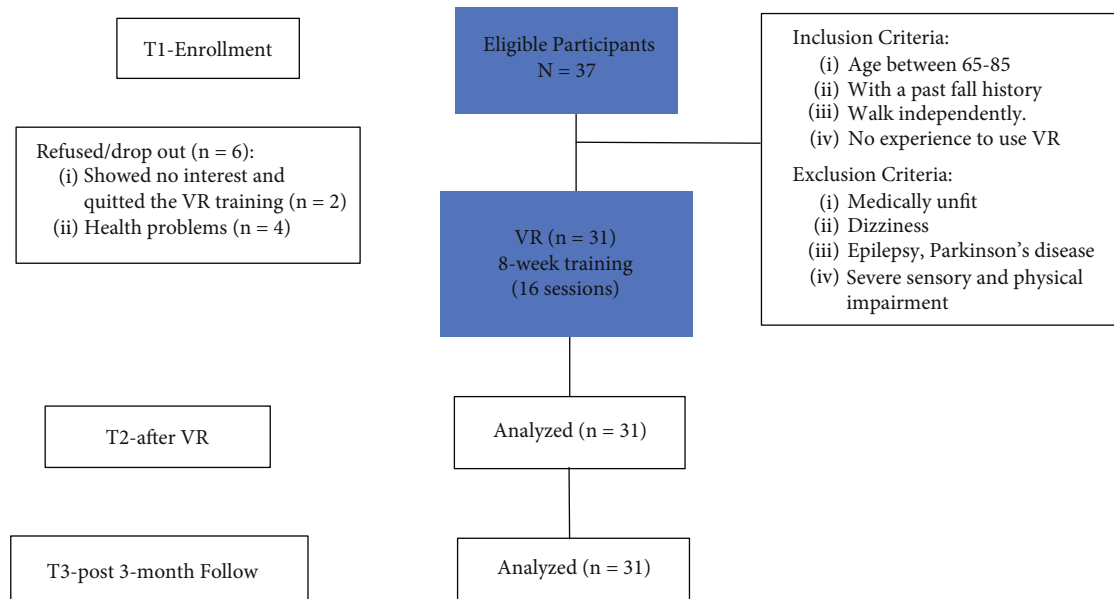 T1-Enrollment
Eligible Participants
N = 37
Inclusion Criteria:
(i) Age between 65-85
(ii) With a past fall history
(iii) Walk independently.
(iv) No experience to use VR
Exclusion Criteria:
(i) Medically unfit
(ii) Dizziness
(iii) Epilepsy, Parkinson's disease
(iv) Severe sensory and physical
impairment
Refused/drop out (n = 6):
(i) Showed no interest and
quitted the VR training (n = 2)
(ii) Health problems (n = 4)
VR (n = 31)
8-week training
(16 sessions)
T2-after VR
Analyzed (n = 31)
T3-post 3-month Follow
Analyzed (n = 31)